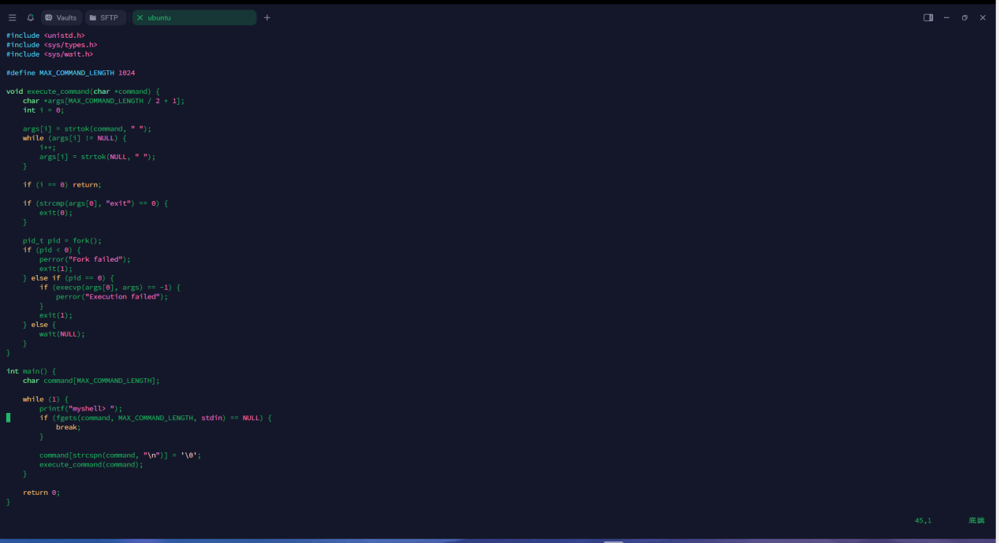 Vaults SFTP ubuntu
#include <unistd.h>
#include <sys/types.h>
#include <sys/wait.h>

#define MAX_COMMAND_LENGTH 1024

void execute_command(char *command) {
    char *args[MAX_COMMAND_LENGTH / 2 + 1];
    int i = 0;

    args[i] = strtok(command, " ");
    while (args[i] != NULL) {
        i++;
        args[i] = strtok(NULL, " ");
    }

    if (i == 0) return;

    if (strcmp(args[0], "exit") == 0) {
        exit(0);
    }

    pid_t pid = fork();
    if (pid < 0) {
        perror("Fork failed");
        exit(1);
    } else if (pid == 0) {
        if (execvp(args[0], args) == -1) {
            perror("Execution failed");
        }
        exit(1);
    } else {
        wait(NULL);
    }
}

int main() {
    char command[MAX_COMMAND_LENGTH];

    while (1) {
        printf("myshell> ");
        if (fgets(command, MAX_COMMAND_LENGTH, stdin) == NULL) {
            break;
        }

        command[strcspn(command, "\n")] = '\0';
        execute_command(command);
    }

    return 0;
}
45,1 底端